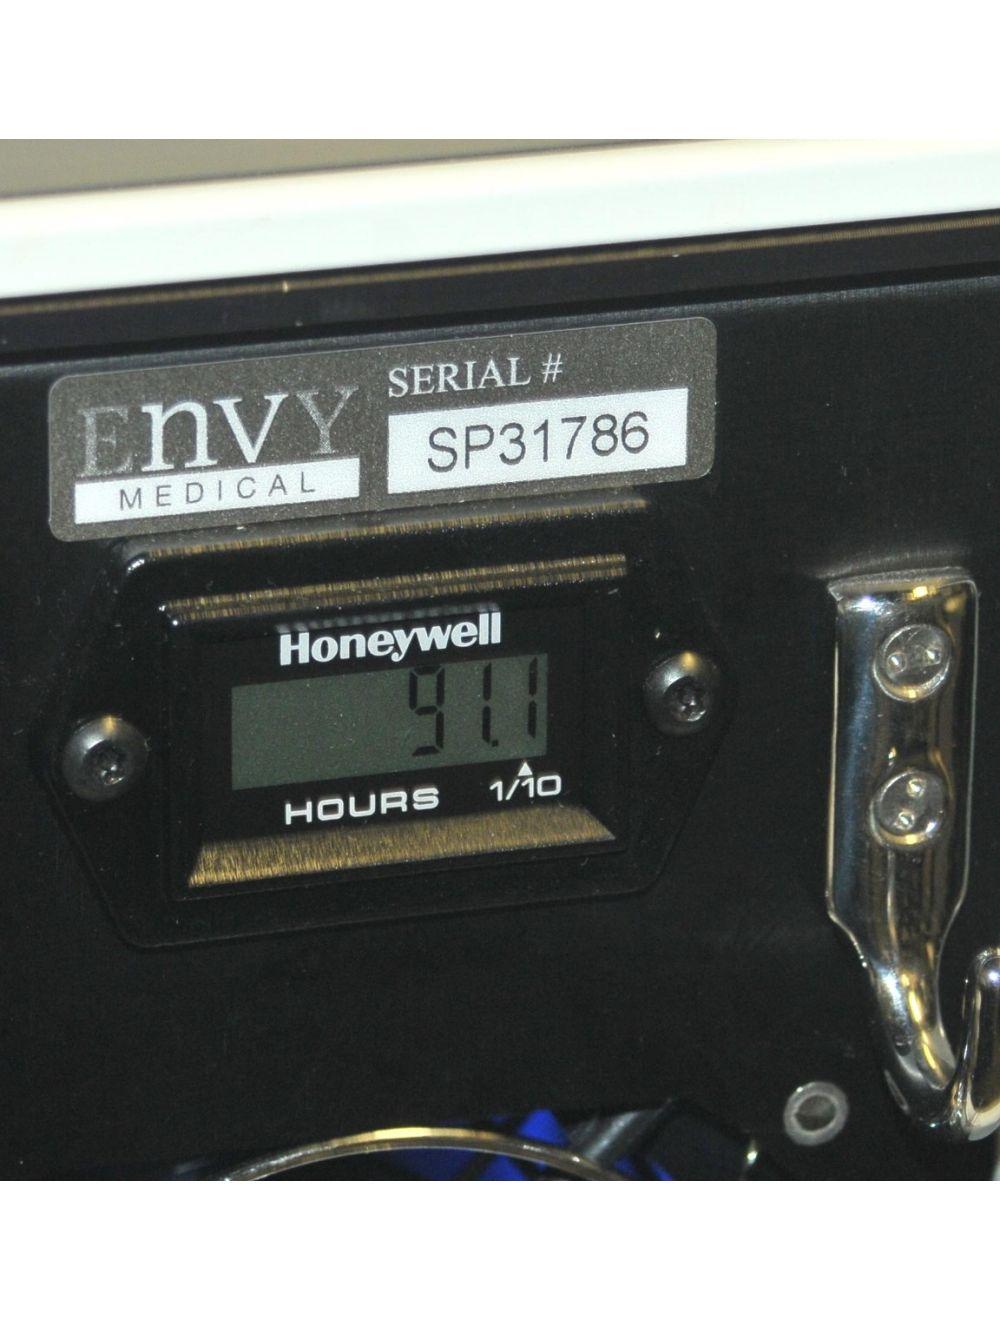 EnvY
MEDICAL
SERIAL #
SP31786
Honeywell
91.1
HOURS 1/10